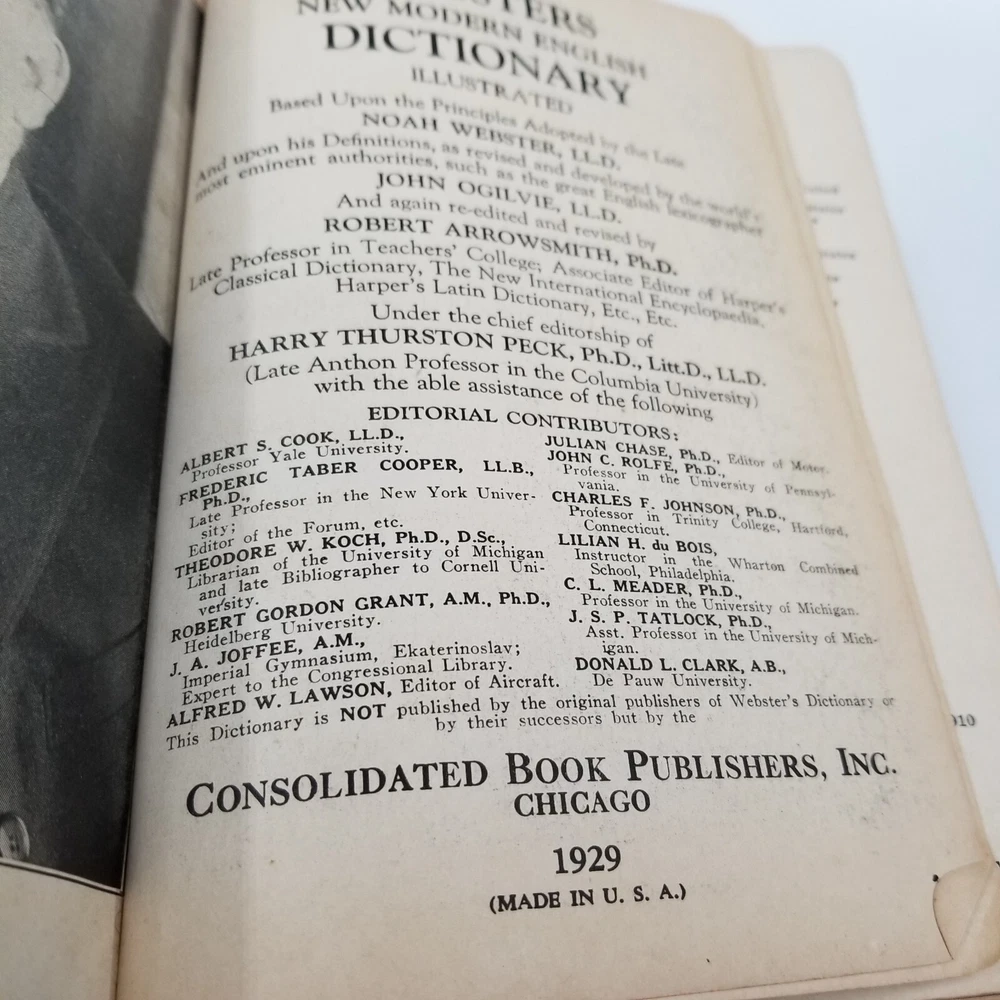 NEW MODERN ENGLISH
DICTIONARY
ILLUSTRATED
Based Upon the Principles Adopted by the Late
NOAH WEBSTER, LL.D.
And upon his Definitions, as revised and developed by the world's
most eminent authorities, such as the great English lexicographer
JOHN OGILVIE, LL.D.
And again re-edited and revised by
ROBERT ARROWSMITH, Ph.D.
Late Professor in Teachers' College; Associate Editor of Harper's
Classical Dictionary, The New International Encyclopaedia,
Harper's Latin Dictionary, Etc., Etc.
Under the chief editorship of
HARRY THURSTON PECK, Ph.D., Litt.D., LL.D.
(Late Anthon Professor in the Columbia University)
with the able assistance of the following
EDITORIAL CONTRIBUTORS:
ALBERT S. COOK, LL.D.,
Professor Yale University.
FREDERIC TABER COOPER, LL.B.,
Ph.D.,
Late Professor in the New York Univer-
sity;
Editor of the Forum, etc.
THEODORE W. KOCH, Ph.D., D.Sc.,
Librarian of the University of Michigan
and late Bibliographer to Cornell Uni-
versity.
ROBERT GORDON GRANT, A.M., Ph.D.,
Heidelberg University.
J. A. JOFFEE, A.M.,
Imperial Gymnasium, Ekaterinoslav;
Expert to the Congressional Library.
ALFRED W. LAWSON, Editor of Aircraft.
JULIAN CHASE, Ph.D., Editor of Motor.
JOHN C. ROLFE, Ph.D.,
Professor in the University of Pennsyl-
vania.
CHARLES F. JOHNSON, Ph.D.,
Professor in Trinity College, Hartford,
Connecticut.
LILIAN H. du BOIS,
Instructor in the Wharton Combined
School, Philadelphia.
C. L. MEADER, Ph.D.,
Professor in the University of Michigan.
J. S. P. TATLOCK, Ph.D.,
Asst. Professor in the University of Mich-
igan.
DONALD L. CLARK, A.B.,
De Pauw University.
This Dictionary is NOT published by the original publishers of Webster's Dictionary or
by their successors but by the
CONSOLIDATED BOOK PUBLISHERS, INC.
CHICAGO
1929
(MADE IN U. S. A.)